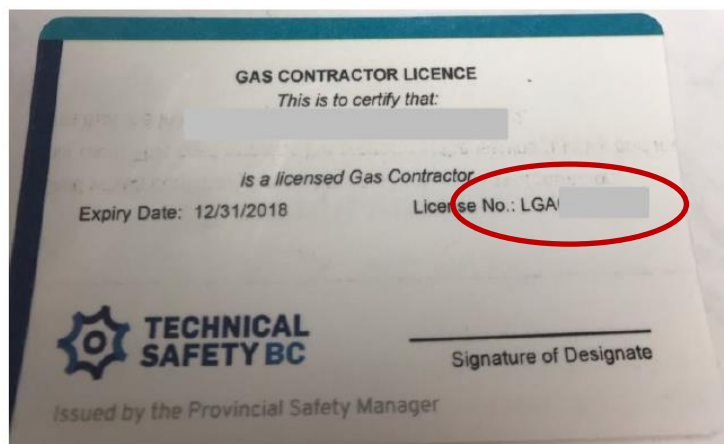 GAS CONTRACTOR LICENCE
This is to certify that:
is a licensed Gas Contractor
Expiry Date: 12/31/2018
License No.: LGA
TECHNICAL
SAFETY BC
Signature of Designate
Issued by the Provincial Safety Manager